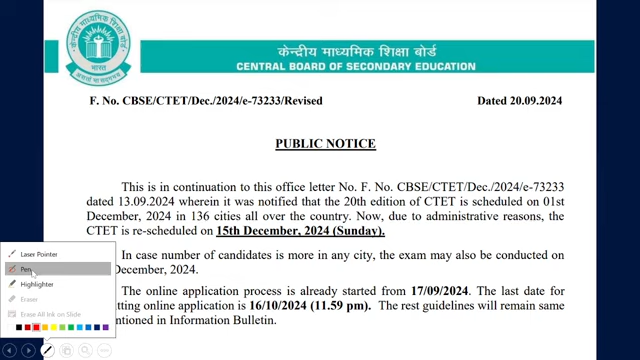 केन्द्रीय माध्यमिक शिक्षा बोर्ड
CENTRAL BOARD OF SECONDARY EDUCATION
भारत
F. No. CBSE/CTET/Dec./2024/e-73233/Revised Dated 20.09.2024
PUBLIC NOTICE
This is in continuation to this office letter No. F. No. CBSE/CTET/Dec./2024/e-73233
dated 13.09.2024 wherein it was notified that the 20th edition of CTET is scheduled on 01st
December, 2024 in 136 cities all over the country. Now, due to administrative reasons, the
CTET is re-scheduled on 15th December, 2024 (Sunday).
In case number of candidates is more in any city, the exam may also be conducted on
December, 2024.
The online application process is already started from 17/09/2024. The last date for
itting online application is 16/10/2024 (11.59 pm). The rest guidelines will remain same
entioned in Information Bulletin.
Laser Pointer
Pen
Highlighter
Eraser
Erase All Ink on Slide